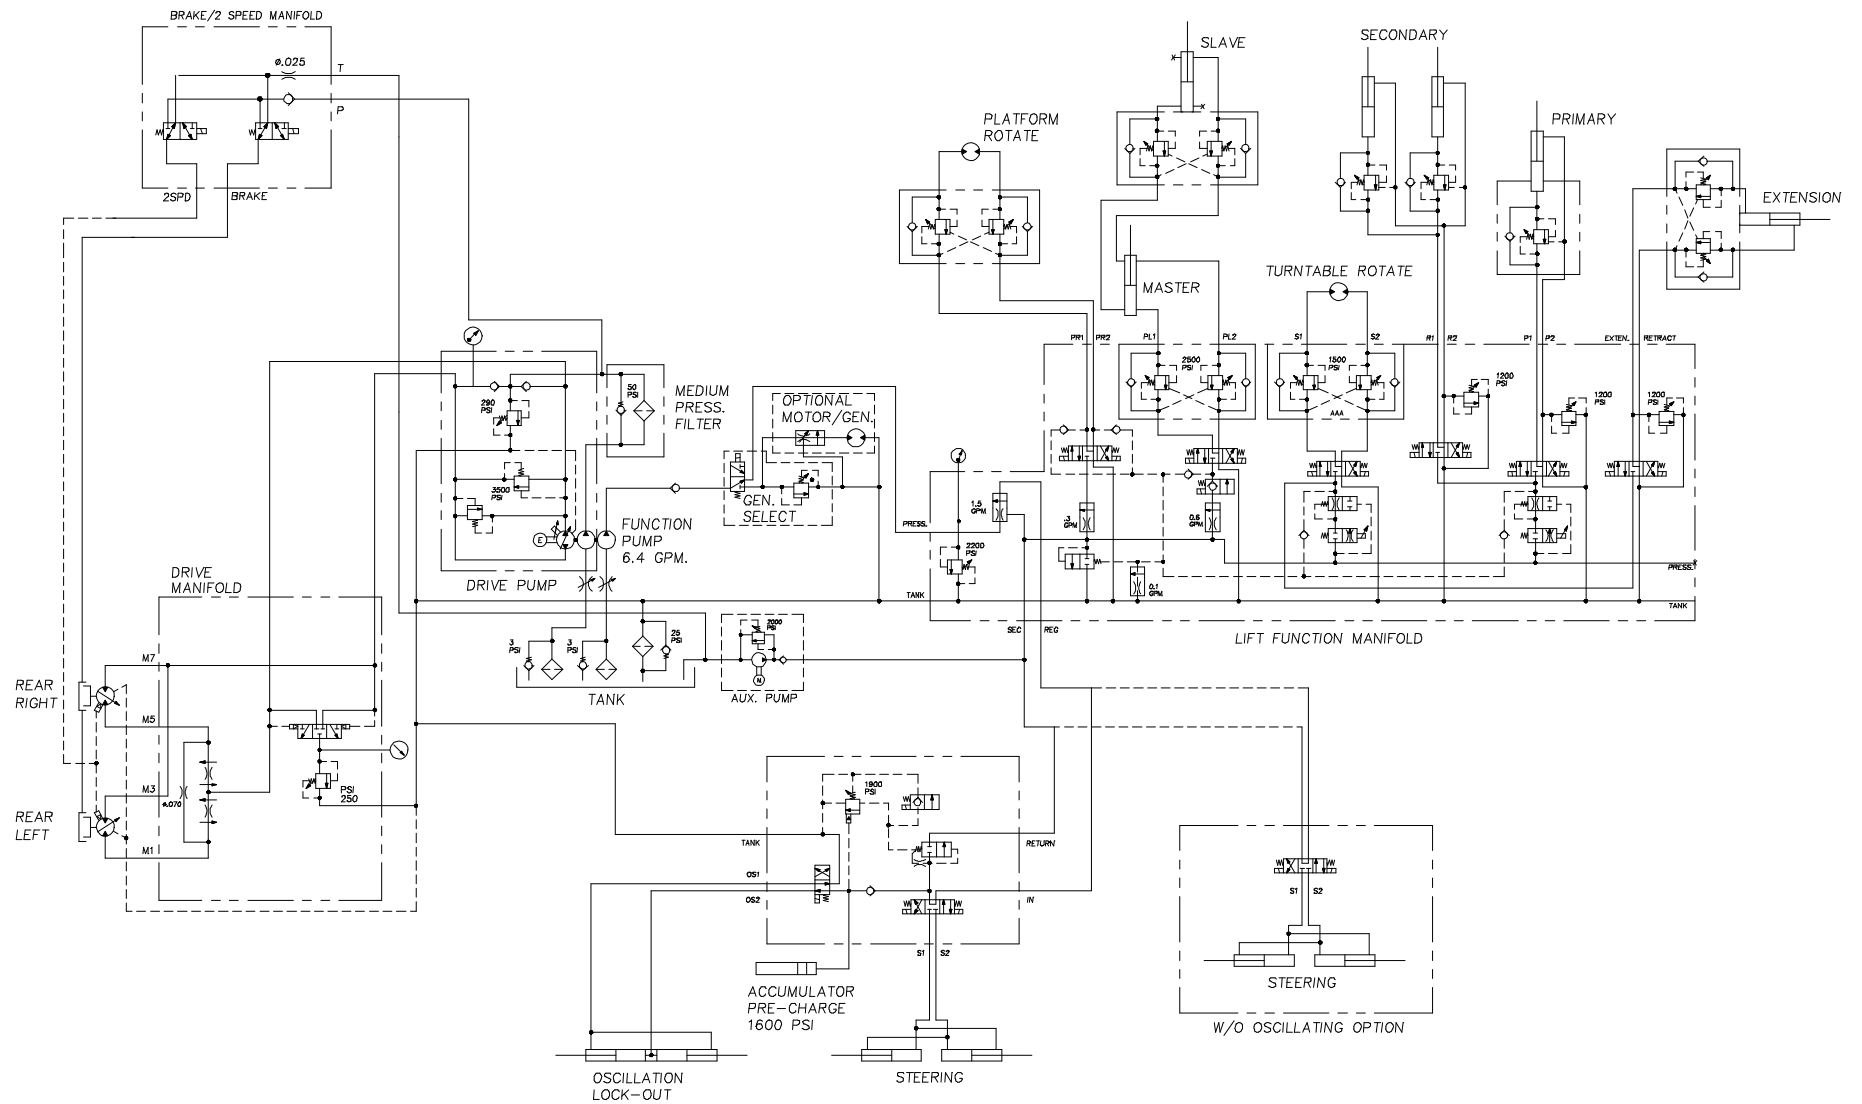 BRAKE/2 SPEED MANIFOLD
ø.025
T
P
2SPD
BRAKE
SLAVE
SECONDARY
PLATFORM
ROTATE
PRIMARY
EXTENSION
MASTER
TURNTABLE ROTATE
PR1
PR2
PL1
PL2
S1
S2
R1
R2
P1
P2
EXTEN.
RETRACT
2500
PSI
1500
PSI
AAA
1200
PSI
1200
PSI
1200
PSI
50
PSI
MEDIUM
PRESS.
FILTER
OPTIONAL
MOTOR/GEN.
290
PSI
3500
PSI
GEN.
SELECT
E
FUNCTION
PUMP
6.4 GPM.
DRIVE PUMP
PRESS.
1.5
GPM
.3
GPM
0.6
GPM
2200
PSI
0.1
GPM
PRESS.
TANK
TANK
SEC
REG
LIFT FUNCTION MANIFOLD
DRIVE
MANIFOLD
3
PSI
3
PSI
25
PSI
2000
PSI
TANK
AUX. PUMP
M7
REAR
RIGHT
M5
M3
ø.070
PSI
250
REAR
LEFT
M1
1900
PSI
TANK
RETURN
OS1
OS2
IN
S1
S2
S1
S2
ACCUMULATOR
PRE-CHARGE
1600 PSI
STEERING
W/O OSCILLATING OPTION
OSCILLATION
LOCK-OUT
STEERING